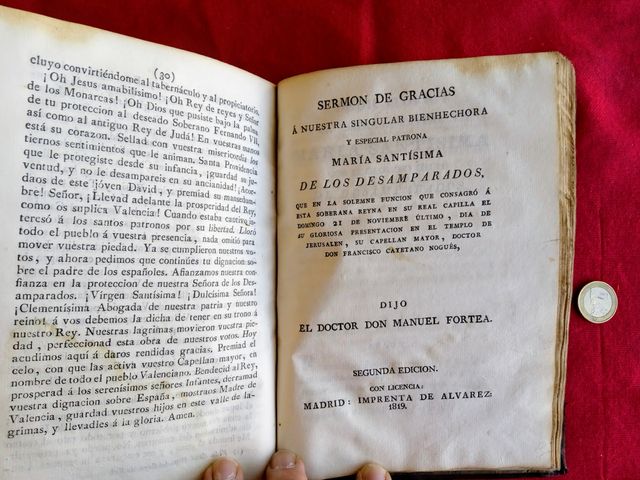 (30)
cluyo convirtiéndome al tabernáculo y al propiciatorio,
¡Oh Jesus amabilísimo! ¡Oh Rey de reyes y Señor
de los Monarcas! ¡Oh Dios que pusiste bajo la palma
de tu proteccion al deseado Soberano Fernando VII,
así como al antiguo Rey de Judá! En vuestras manos
está su corazon. Sellad con vuestra misericordia los
tiernos sentimientos que le animan. Santa Providencia
que le protegiste desde su infancia, ¡guardad su ju-
ventud, y no le desampareis en su ancianidad! ¡Acor-
daos de este jóven David, y premiad su mansedum-
bre! Señor, ¡Llevad adelante la prosperidad del Rey,
como os suplica Valencia! Cuando estaba cautivo, in-
teresó á los santos patronos por su libertad. Lloró
todo el pueblo á vuestra presencia, nada omitió para
mover vuestra piedad. Ya se cumplieron nuestros vo-
tos, y ahora pedimos que continúes tu dignacion so-
bre el padre de los españoles. Afianzamos nuestra con-
fianza en la proteccion de nuestra Señora de los Des-
amparados. ¡Vírgen Santísima! ¡Dulcísima Señora!
¡Clementísima Abogada de nuestra patria y nuestro
reino! á vos debemos la dicha de tener en su trono á
nuestro Rey. Nuestras lagrimas movieron vuestra pie-
dad, perfeccionad esta obra de nuestros votos. Hoy
acudimos aquí á daros rendidas gracias. Premiad el
celo, con que las activa vuestro Capellan mayor, en
nombre de todo el pueblo Valenciano. Bendecid al Rey,
prosperad á los serenísimos señores Infantes, derramad
vuestra dignacion sobre España, mostraos Madre de
Valencia, guardad vuestros hijos en este valle de la-
grimas, y llevadles á la gloria. Amen.
SERMON DE GRACIAS
Á NUESTRA SINGULAR BIENHECHORA
Y ESPECIAL PATRONA
MARÍA SANTÍSIMA
DE LOS DESAMPARADOS,
QUE EN LA SOLEMNE FUNCION QUE CONSAGRÓ Á
ESTA SOBERANA REYNA EN SU REAL CAPILLA EL
DOMINGO 21 DE NOVIEMBRE ÚLTIMO, DIA DE
SU GLORIOSA PRESENTACION EN EL TEMPLO DE
JERUSALEN, SU CAPELLAN MAYOR, DOCTOR
DON FRANCISCO CAYETANO NOGUÉS,
DIJO
EL DOCTOR DON MANUEL FORTEA.
SEGUNDA EDICION.
CON LICENCIA:
MADRID: IMPRENTA DE ALVAREZ:
1819.